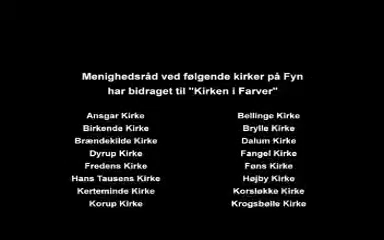 Menighedsråd ved følgende kirker på Fyn
har bidraget til "Kirken i Farver"
Ansgar Kirke
Birkende Kirke
Brændekilde Kirke
Dyrup Kirke
Fredens Kirke
Hans Tausens Kirke
Kerteminde Kirke
Korup Kirke
Bellinge Kirke
Brylle Kirke
Dalum Kirke
Fangel Kirke
Føns Kirke
Højby Kirke
Korsløkke Kirke
Krogsbølle Kirke